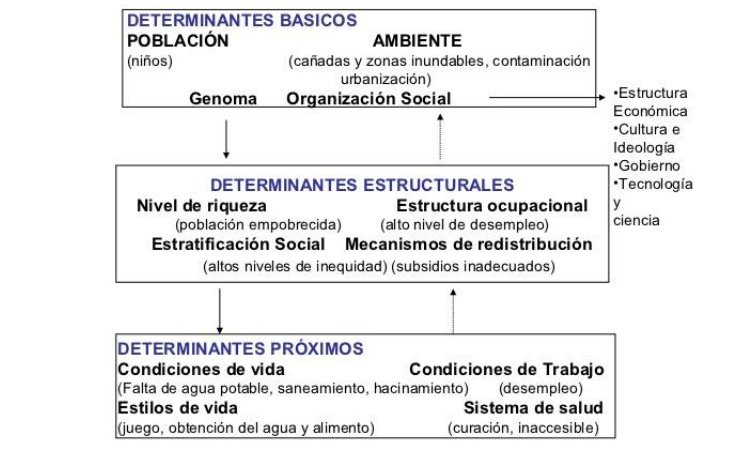 DETERMINANTES BASICOS
POBLACIÓN AMBIENTE
(niños) (cañadas y zonas inundables, contaminación
urbanización)
Genoma Organización Social
•Estructura
Económica
•Cultura e
Ideología
•Gobierno
•Tecnología
y
ciencia
DETERMINANTES ESTRUCTURALES
Nivel de riqueza Estructura ocupacional
(población empobrecida) (alto nivel de desempleo)
Estratificación Social Mecanismos de redistribución
(altos niveles de inequidad) (subsidios inadecuados)
DETERMINANTES PRÓXIMOS
Condiciones de vida Condiciones de Trabajo
(Falta de agua potable, saneamiento, hacinamiento) (desempleo)
Estilos de vida Sistema de salud
(juego, obtención del agua y alimento) (curación, inaccesible)